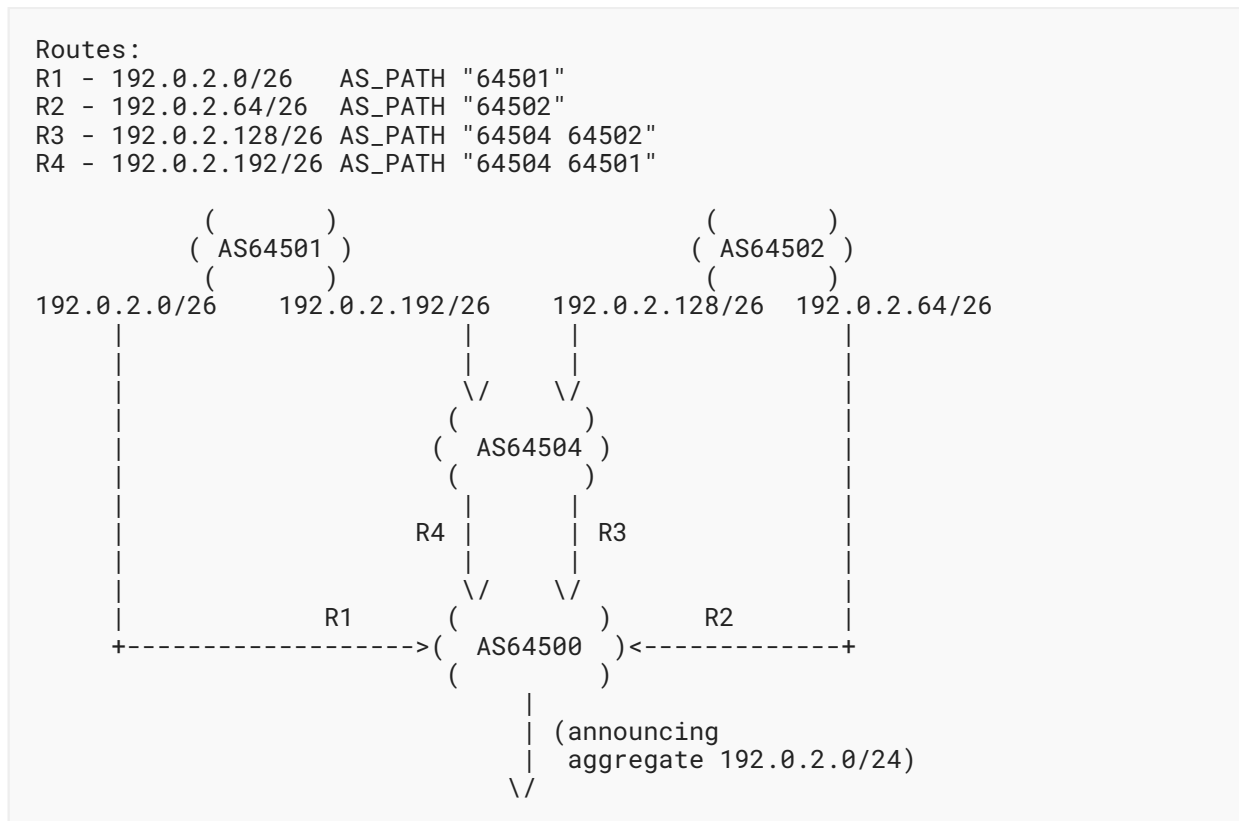 Routes:
R1 - 192.0.2.0/26   AS_PATH "64501"
R2 - 192.0.2.64/26  AS_PATH "64502"
R3 - 192.0.2.128/26 AS_PATH "64504 64502"
R4 - 192.0.2.192/26 AS_PATH "64504 64501"
( AS64501 ) ( AS64502 )
192.0.2.0/26 192.0.2.192/26 192.0.2.128/26 192.0.2.64/26
( AS64504 )
R4 R3
R1 R2
( AS64500 )
(announcing
aggregate 192.0.2.0/24)